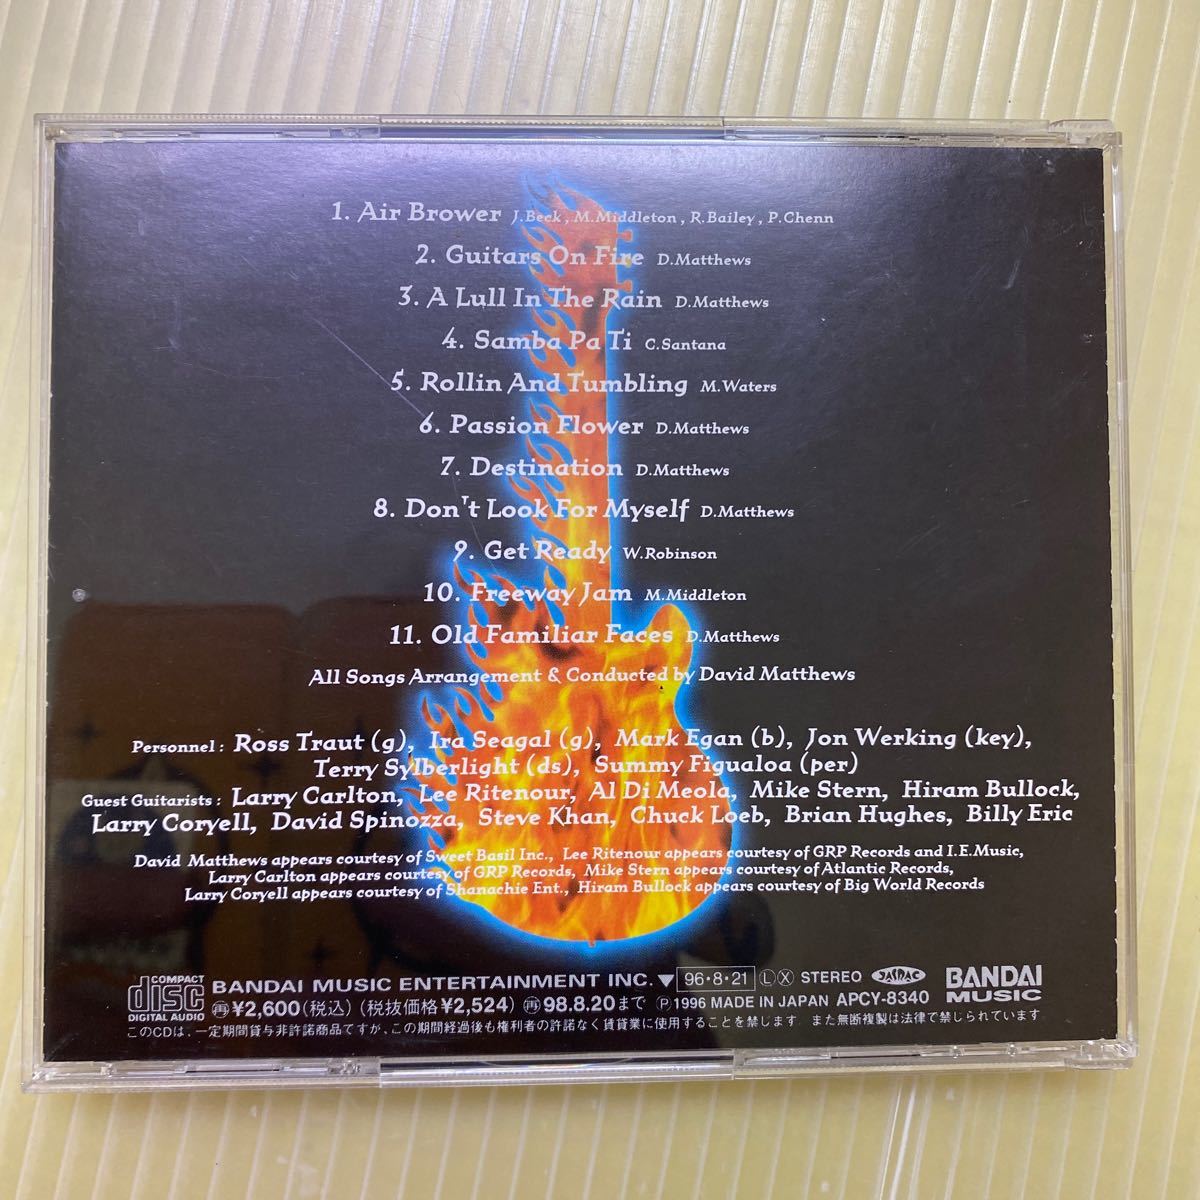 1. Air Brower J.Beck, M.Middleton, R.Bailey, P.Chenn
2. Guitars On Fire D.Matthews
3. A Lull In The Rain D.Matthews
4. Samba Pa Ti C.Santana
5. Rollin And Tumbling M.Waters
6. Passion Flower D.Matthews
7. Destination D.Matthews
8. Don't Look For Myself D.Matthews
9. Get Ready W.Robinson
10. Freeway Jam M.Middleton
11. Old Familiar Faces D.Matthews
All Songs Arrangement & Conducted by David Matthews
Personnel : Ross Traut (g), Ira Seagal (g), Mark Egan (b), Jon Werking (key),
Terry Sylberlight (ds), Summy Figualoa (per)
Guest Guitarists : Larry Carlton, Lee Ritenour, Al Di Meola, Mike Stern, Hiram Bullock,
Larry Coryell, David Spinozza, Steve Khan, Chuck Loeb, Brian Hughes, Billy Eric
David Matthews appears courtesy of Sweet Basil Inc., Lee Ritenour appears courtesy of GRP Records and I.E.Music,
Larry Carlton appears courtesy of GRP Records, Mike Stern appears courtesy of Atlantic Records,
Larry Coryell appears courtesy of Shanachie Ent., Hiram Bullock appears courtesy of Big World Records
COMPACT disc DIGITAL AUDIO
BANDAI MUSIC ENTERTAINMENT INC.▼ 96・8・21 Ⓛ Ⓧ STEREO JASRAC BANDAI MUSIC
㊢¥2,600(税込) (税抜価格¥2,524) ㊢98.8.20まで Ⓟ 1996 MADE IN JAPAN APCY-8340
このCDは、一定期間貸与非許諾商品ですが、この期間経過後も権利者の許諾なく賃貸業に使用することを禁じます。また無断複製は法律で禁じられています。